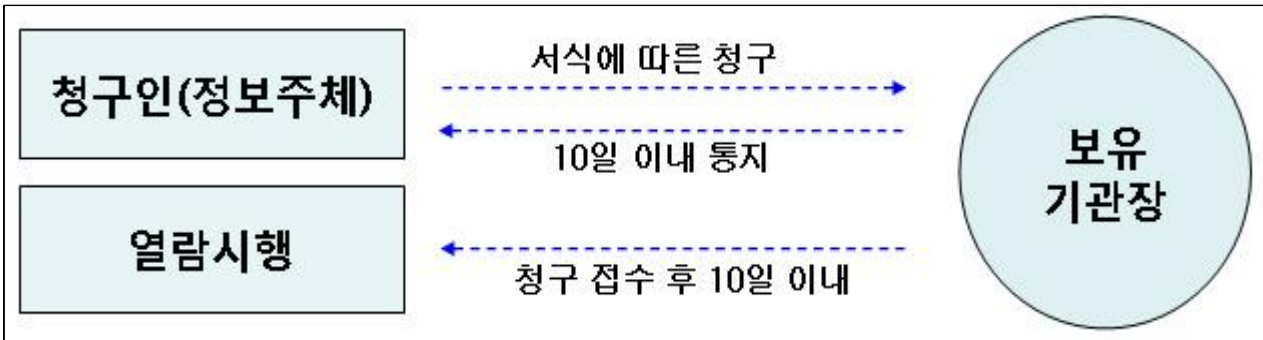 청구인(정보주체)
서식에 따른 청구
10일 이내 통지
보유
기관장
열람시행
청구 접수 후 10일 이내